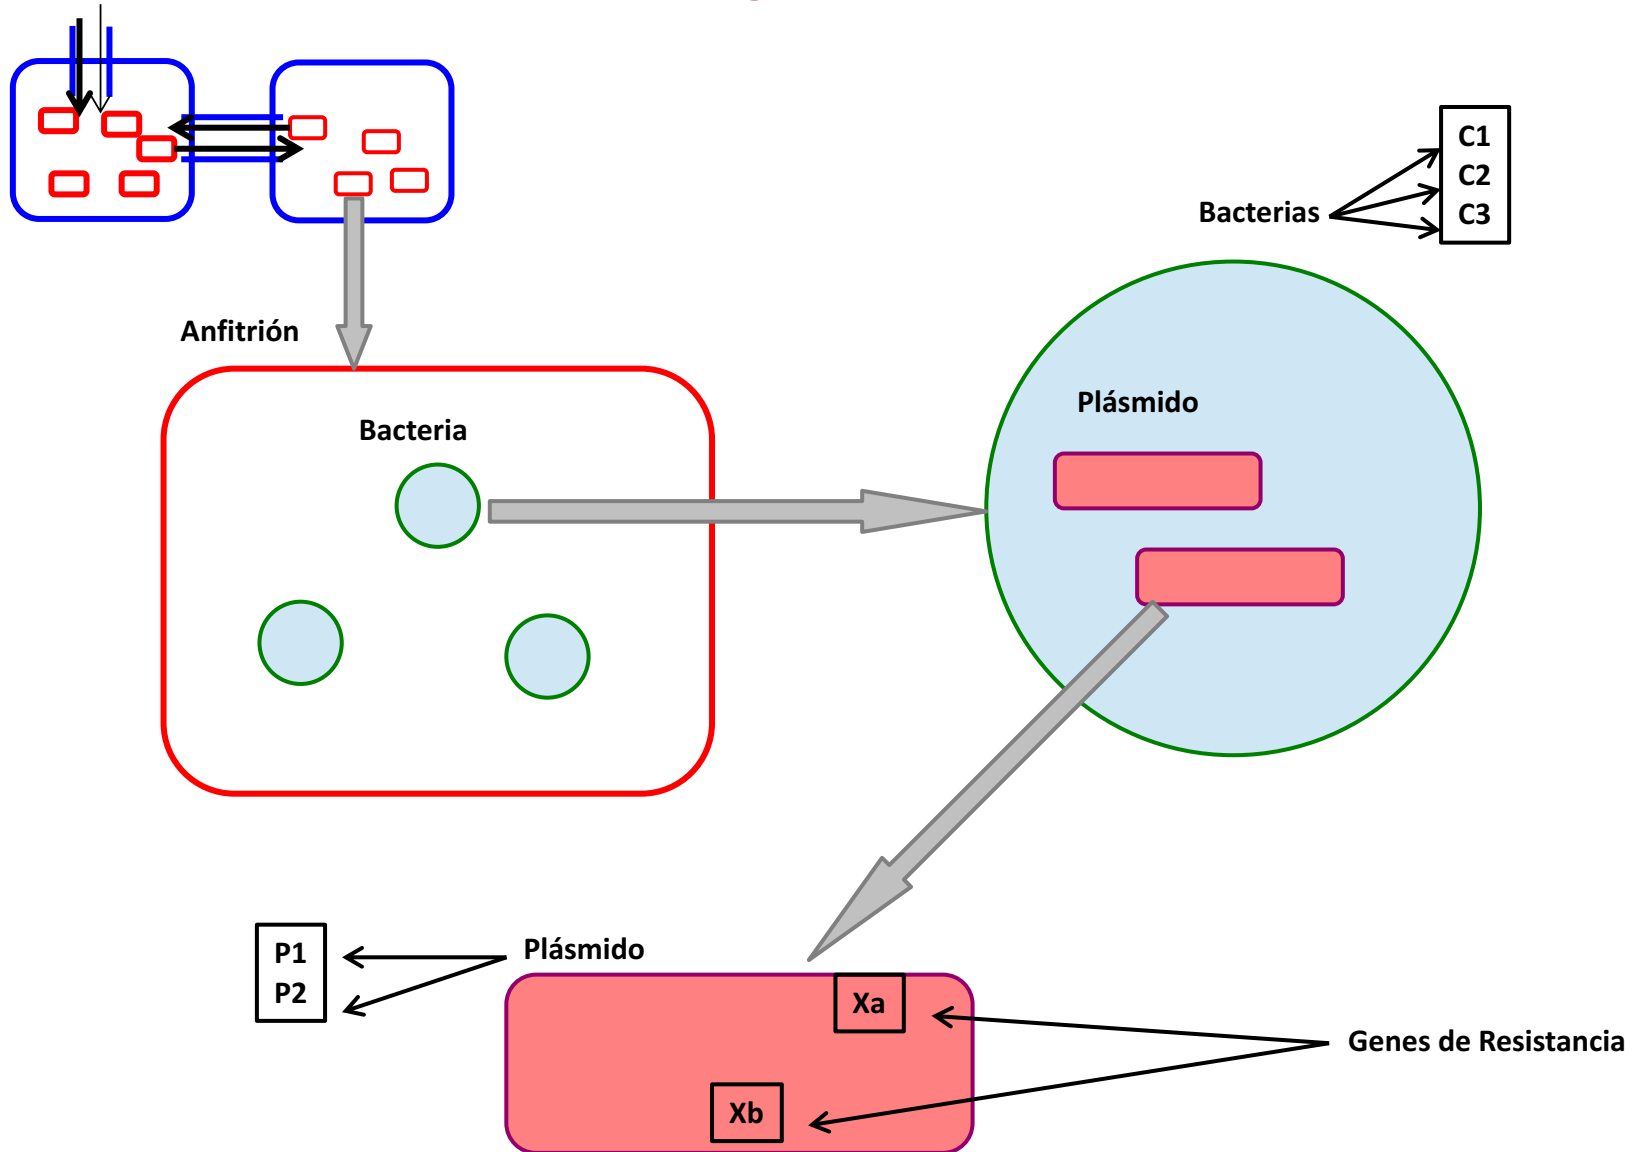 C1
C2
C3
Bacterias
Anfitrión
Bacteria
Plásmido
P1
P2
Plásmido
Xa
Genes de Resistancia
Xb